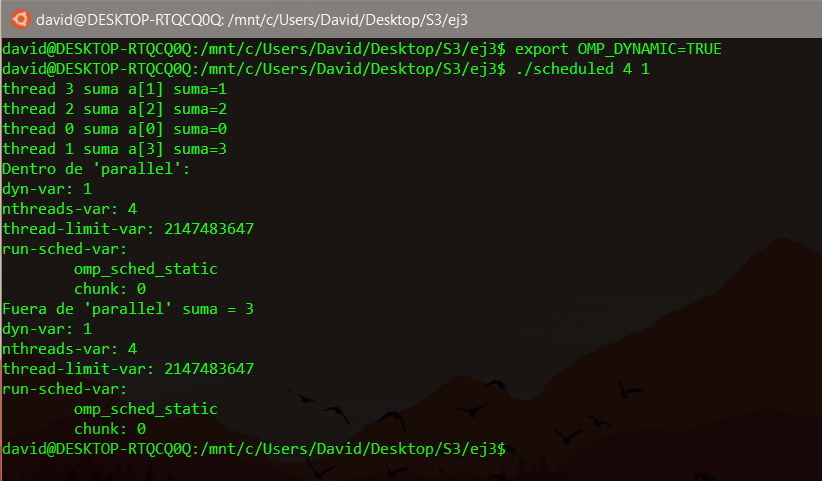 david@DESKTOP-RTQCQ0Q: /mnt/c/Users/David/Desktop/S3/ej3
david@DESKTOP-RTQCQ0Q:/mnt/c/Users/David/Desktop/S3/ej3$ export OMP_DYNAMIC=TRUE
david@DESKTOP-RTQCQ0Q:/mnt/c/Users/David/Desktop/S3/ej3$ ./scheduled 4 1
thread 3 suma a[1] suma=1
thread 2 suma a[2] suma=2
thread 0 suma a[0] suma=0
thread 1 suma a[3] suma=3
Dentro de 'parallel':
dyn-var: 1
nthreads-var: 4
thread-limit-var: 2147483647
run-sched-var:
        omp_sched_static
        chunk: 0
Fuera de 'parallel' suma = 3
dyn-var: 1
nthreads-var: 4
thread-limit-var: 2147483647
run-sched-var:
        omp_sched_static
        chunk: 0
david@DESKTOP-RTQCQ0Q:/mnt/c/Users/David/Desktop/S3/ej3$